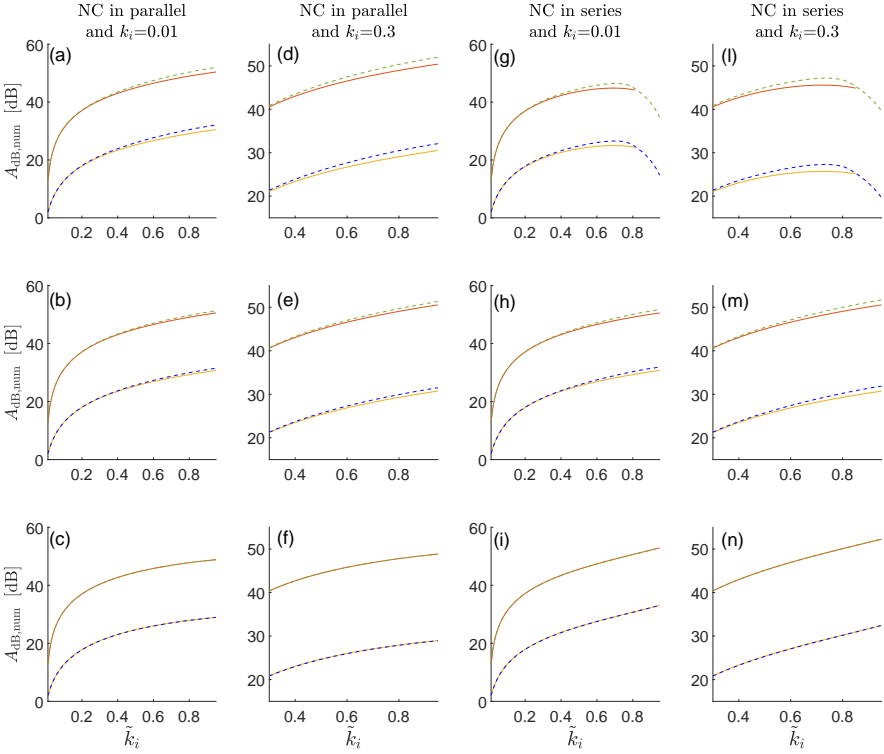 NC in parallel
and k_i=0.01
NC in parallel
and k_i=0.3
NC in series
and k_i=0.01
NC in series
and k_i=0.3
A_dB,num [dB]
60
40
20
0
(a)
0.2 0.4 0.6 0.8
50
40
30
20
(d)
0.4 0.6 0.8
60
40
20
0
(g)
0.2 0.4 0.6 0.8
50
40
30
20
(l)
0.4 0.6 0.8
A_dB,num [dB]
60
40
20
0
(b)
0.2 0.4 0.6 0.8
50
40
30
20
(e)
0.4 0.6 0.8
60
40
20
0
(h)
0.2 0.4 0.6 0.8
50
40
30
20
(m)
0.4 0.6 0.8
A_dB,num [dB]
60
40
20
0
(c)
0.2 0.4 0.6 0.8
k̃_i
50
40
30
20
(f)
0.4 0.6 0.8
k̃_i
60
40
20
0
(i)
0.2 0.4 0.6 0.8
k̃_i
50
40
30
20
(n)
0.4 0.6 0.8
k̃_i